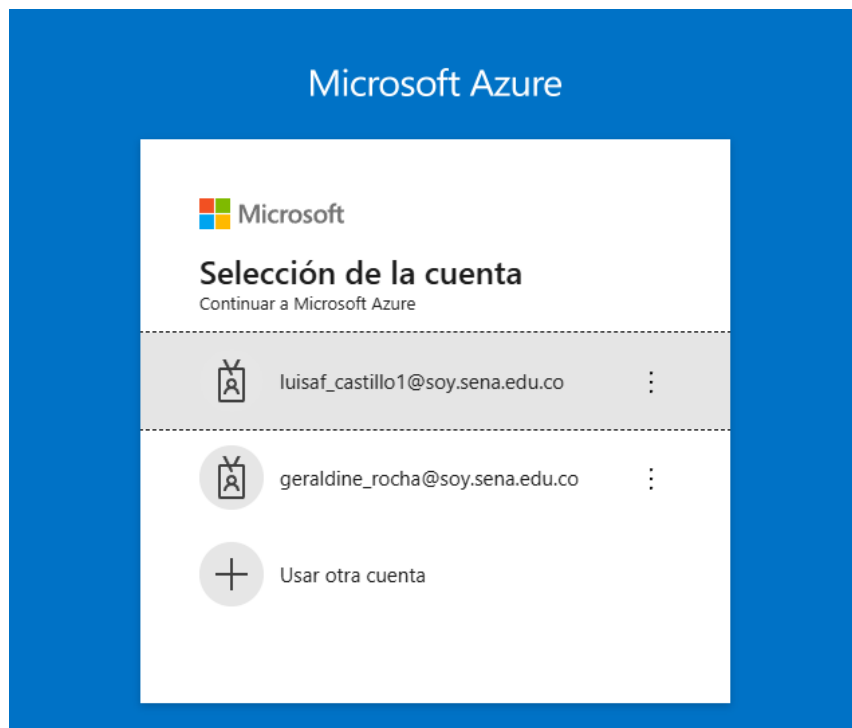 Microsoft Azure
Microsoft
Selección de la cuenta
Continuar a Microsoft Azure
luisaf_castillo1@soy.sena.edu.co
geraldine_rocha@soy.sena.edu.co
Usar otra cuenta